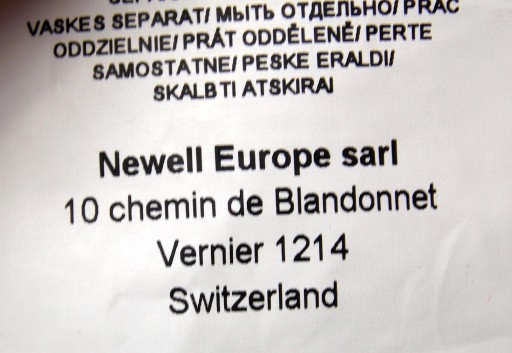 VASKES SEPARAT/ МЫТЬ ОТДЕЛЬНО/ PRAĆ
ODDZIELNIE/ PRÁT ODDĚLENĚ/ PERTE
SAMOSTATNE/ PESKE ERALDI/
SKALBTI ATSKIRAI
Newell Europe sarl
10 chemin de Blandonnet
Vernier 1214
Switzerland